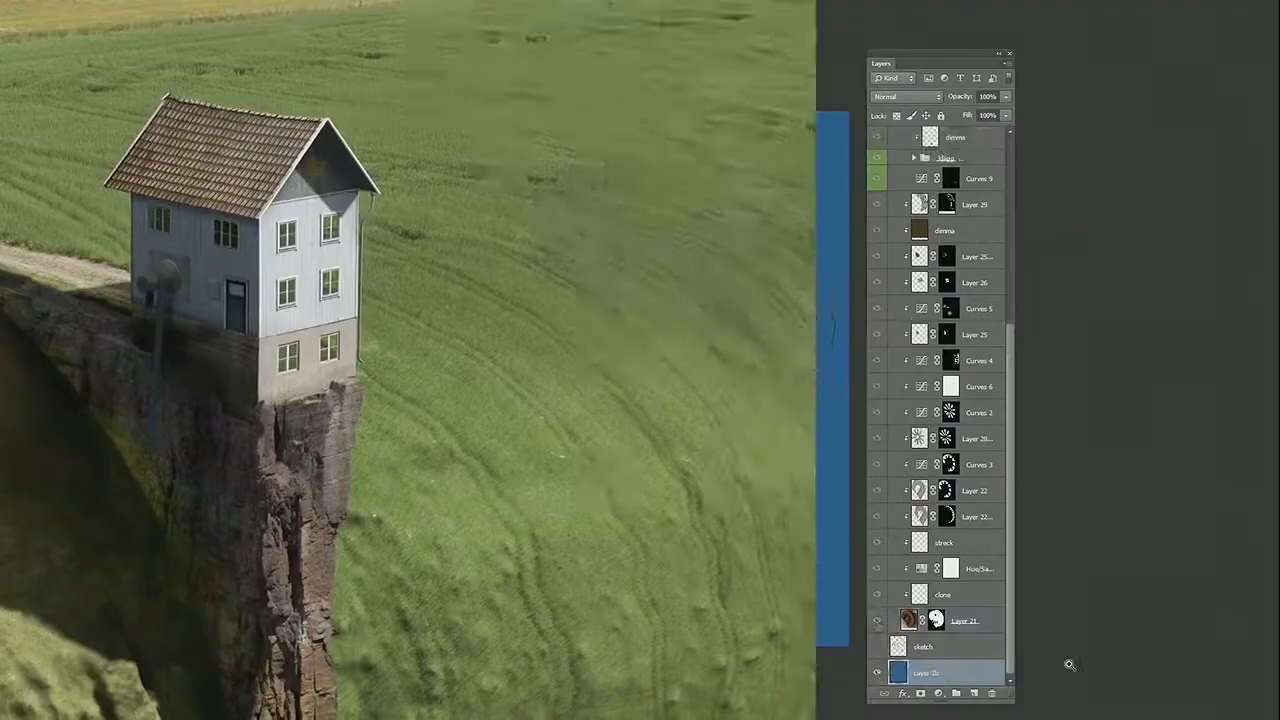 Layers
Kind
Normal
Opacity: 100%
Lock:
Fill: 100%
dimma
Curves 9
Layer 29
dimma
Layer 25...
Layer 26
Curves 5
Layer 25
Curves 4
Curves 6
Curves 2
Layer 28...
Curves 3
Layer 22
Layer 22...
streck
Hue/Sa...
clone
Layer 21
sketch
fx